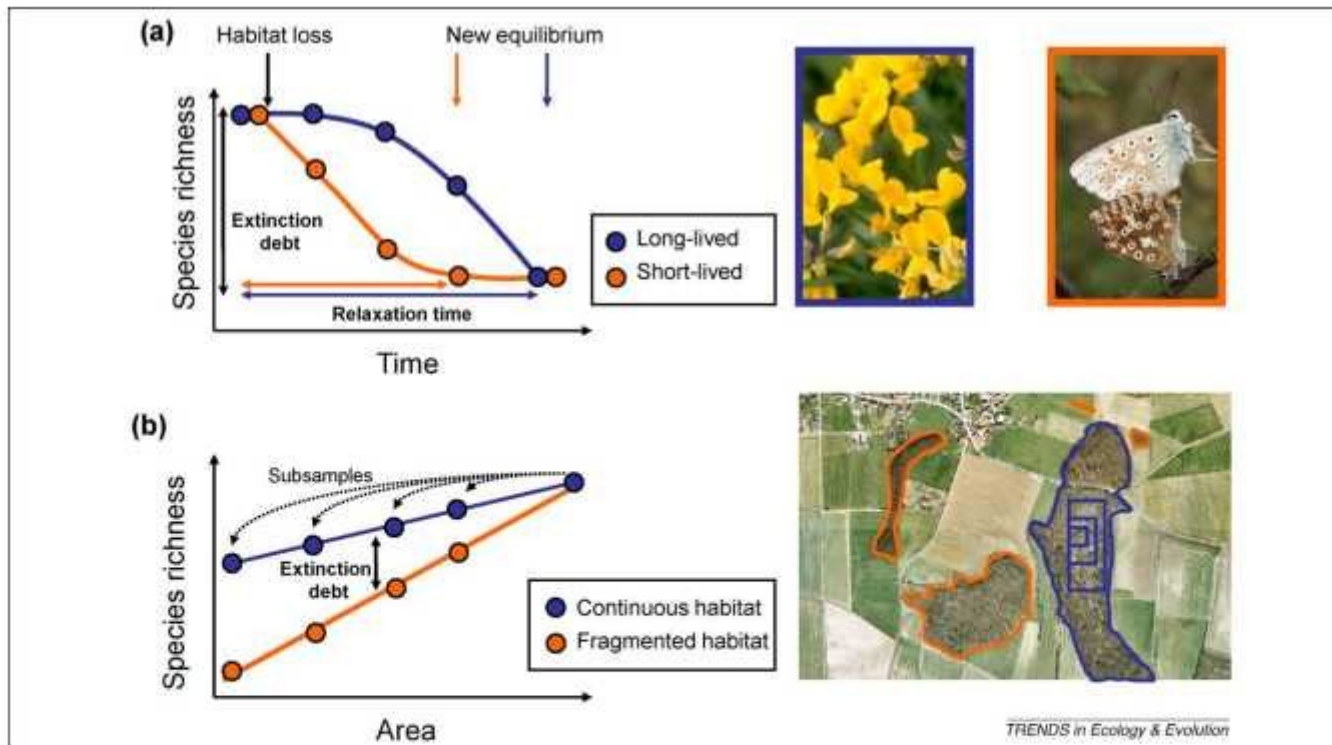 (a)
Habitat loss
New equilibrium
Species richness
Extinction
debt
Relaxation time
Time
Long-lived
Short-lived
(b)
Subsamples
Species richness
Extinction
debt
Area
Continuous habitat
Fragmented habitat
TRENDS in Ecology & Evolution